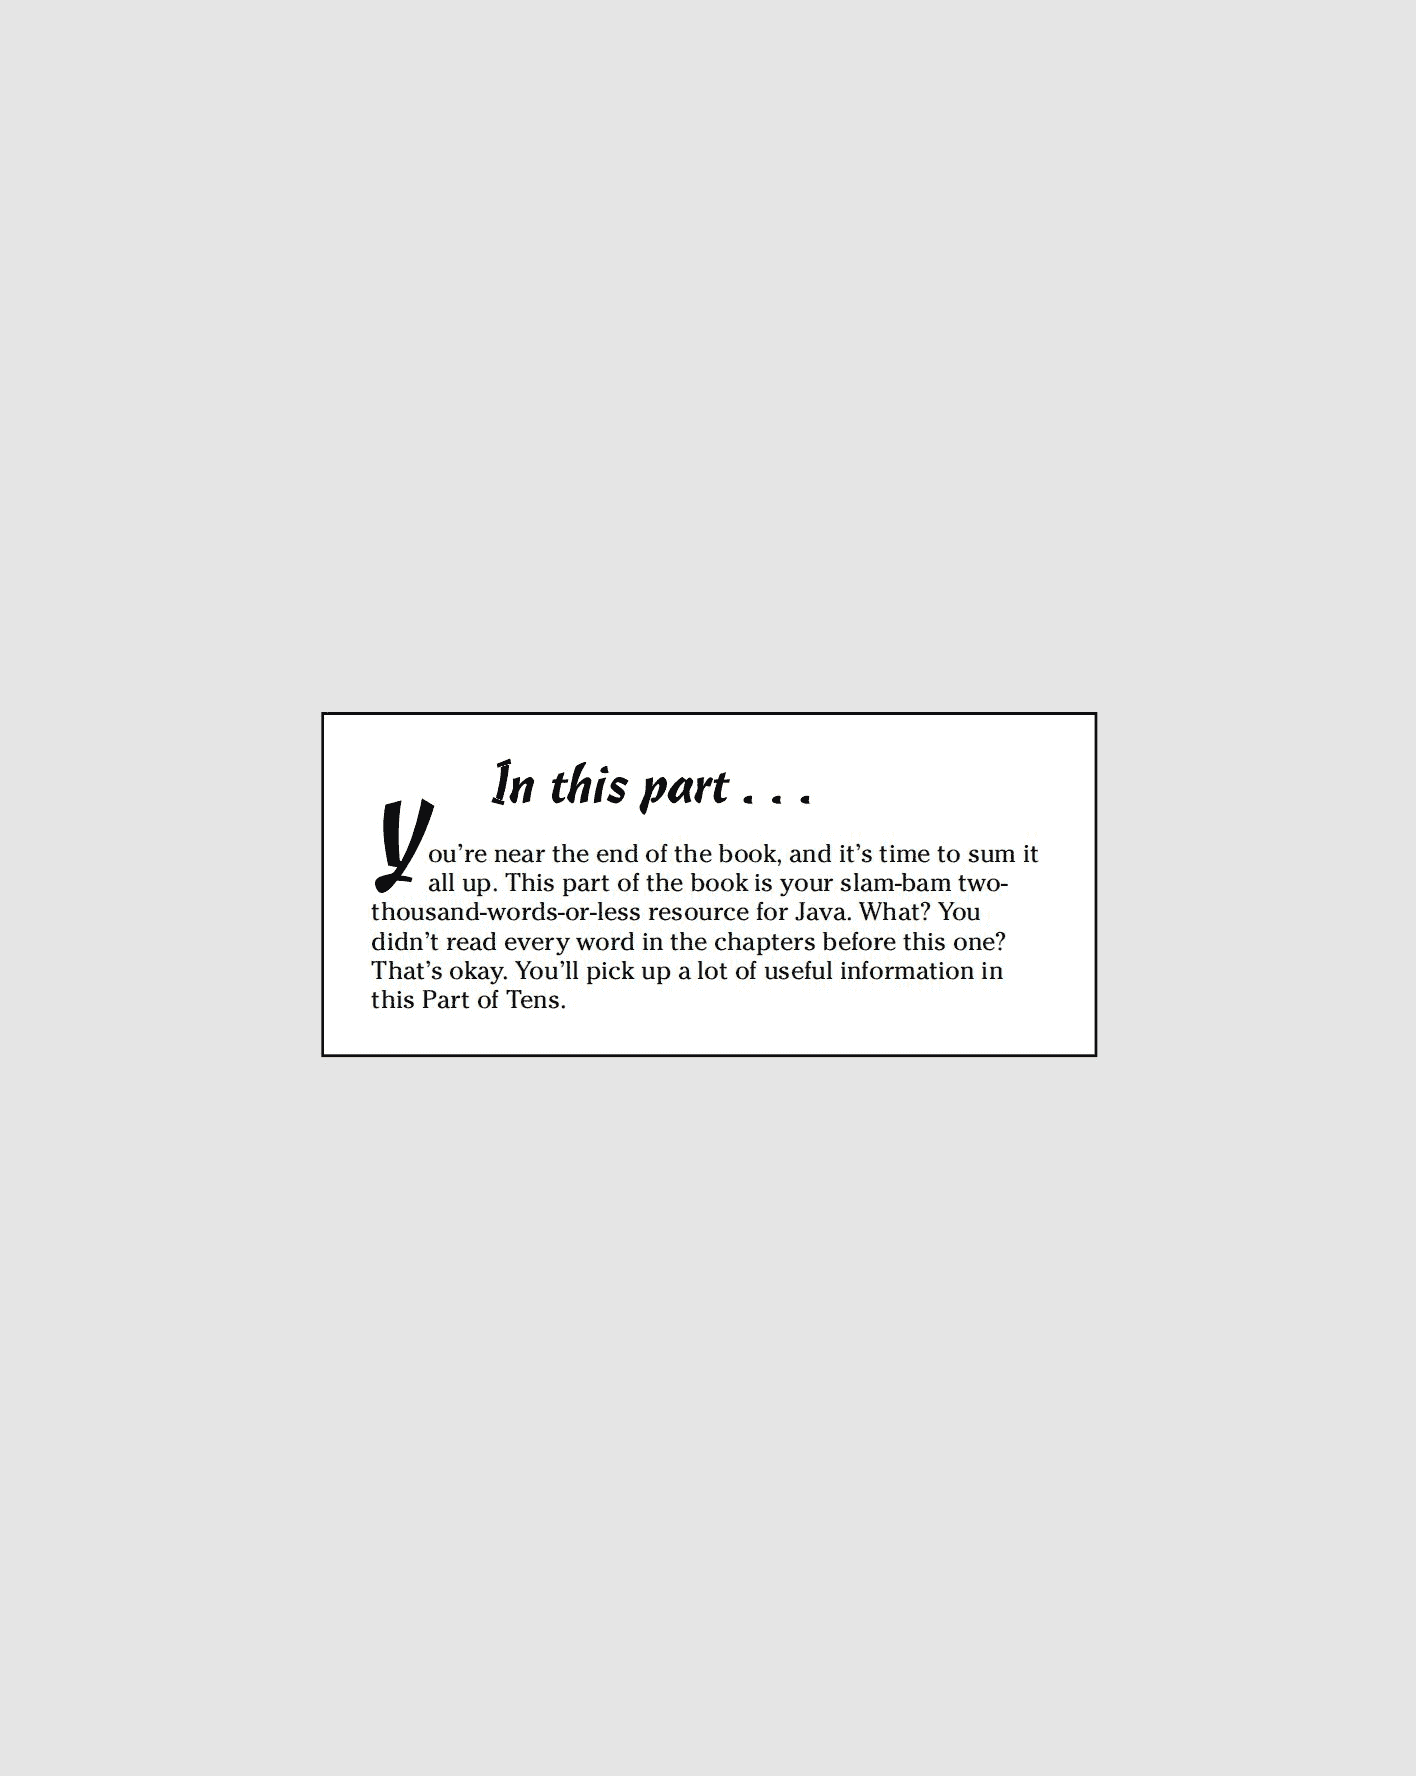 In this part . . .
You’re near the end of the book, and it’s time to sum it
all up. This part of the book is your slam-bam two-
thousand-words-or-less resource for Java. What? You
didn’t read every word in the chapters before this one?
That’s okay. You’ll pick up a lot of useful information in
this Part of Tens.